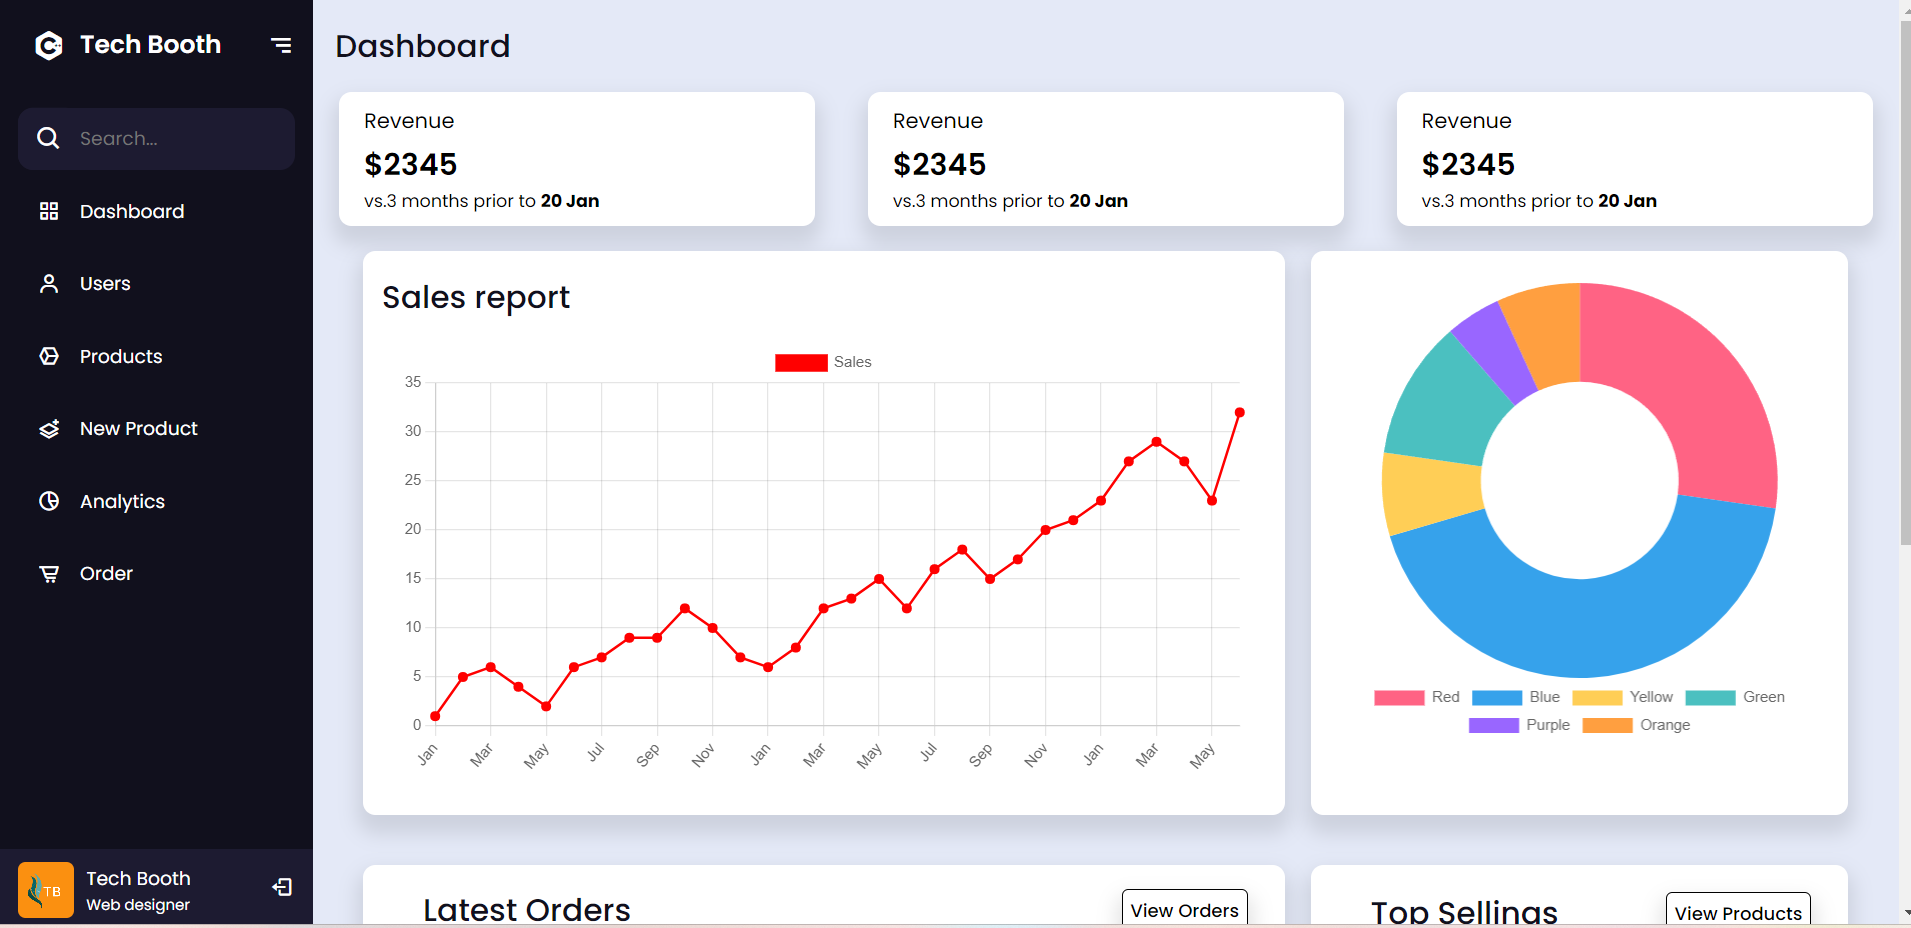 Tech Booth
Search...
Dashboard
Users
Products
New Product
Analytics
Order
TB
Tech Booth
Web designer
Dashboard
Revenue
$2345
vs.3 months prior to 20 Jan
Revenue
$2345
vs.3 months prior to 20 Jan
Revenue
$2345
vs.3 months prior to 20 Jan
Sales report
Sales
35
30
25
20
15
10
5
0
Jan Mar May Jul Sep Nov Jan Mar May Jul Sep Nov Jan Mar May
Red Blue Yellow Green
Purple Orange
Latest Orders View Orders
Top Sellings View Products